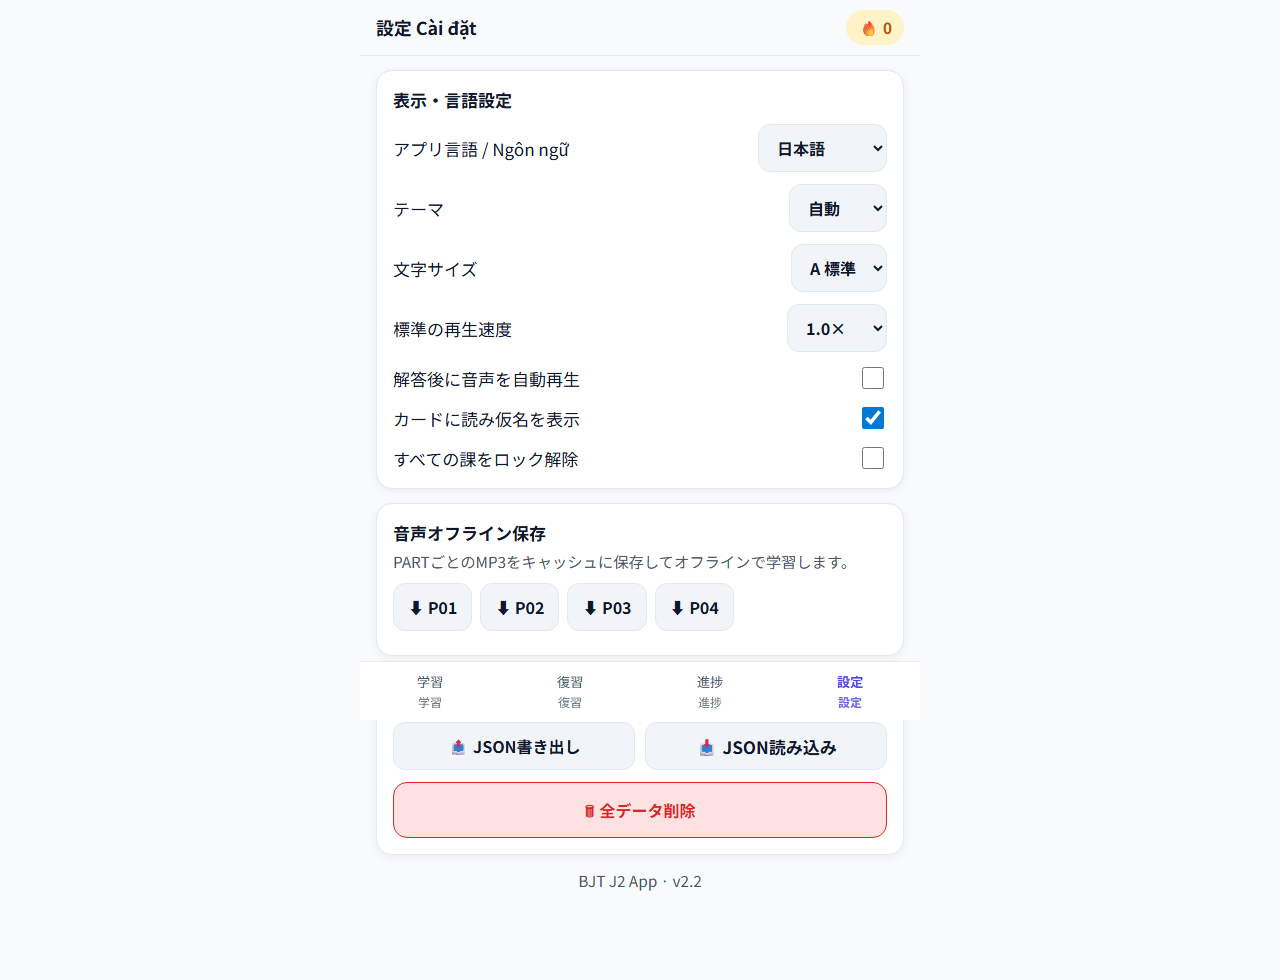 設定 Cài đặt
🔥 0
表示・言語設定
アプリ言語 / Ngôn ngữ
日本語
テーマ
自動
文字サイズ
A 標準
標準の再生速度
1.0×
解答後に音声を自動再生
カードに読み仮名を表示
すべての課をロック解除
音声オフライン保存
PARTごとのMP3をキャッシュに保存してオフラインで学習します。
⬇ P01 ⬇ P02 ⬇ P03 ⬇ P04
学習 復習 進捗 設定
学習 復習 進捗 設定
📤 JSON書き出し 📥 JSON読み込み
🗑 全データ削除
BJT J2 App · v2.2